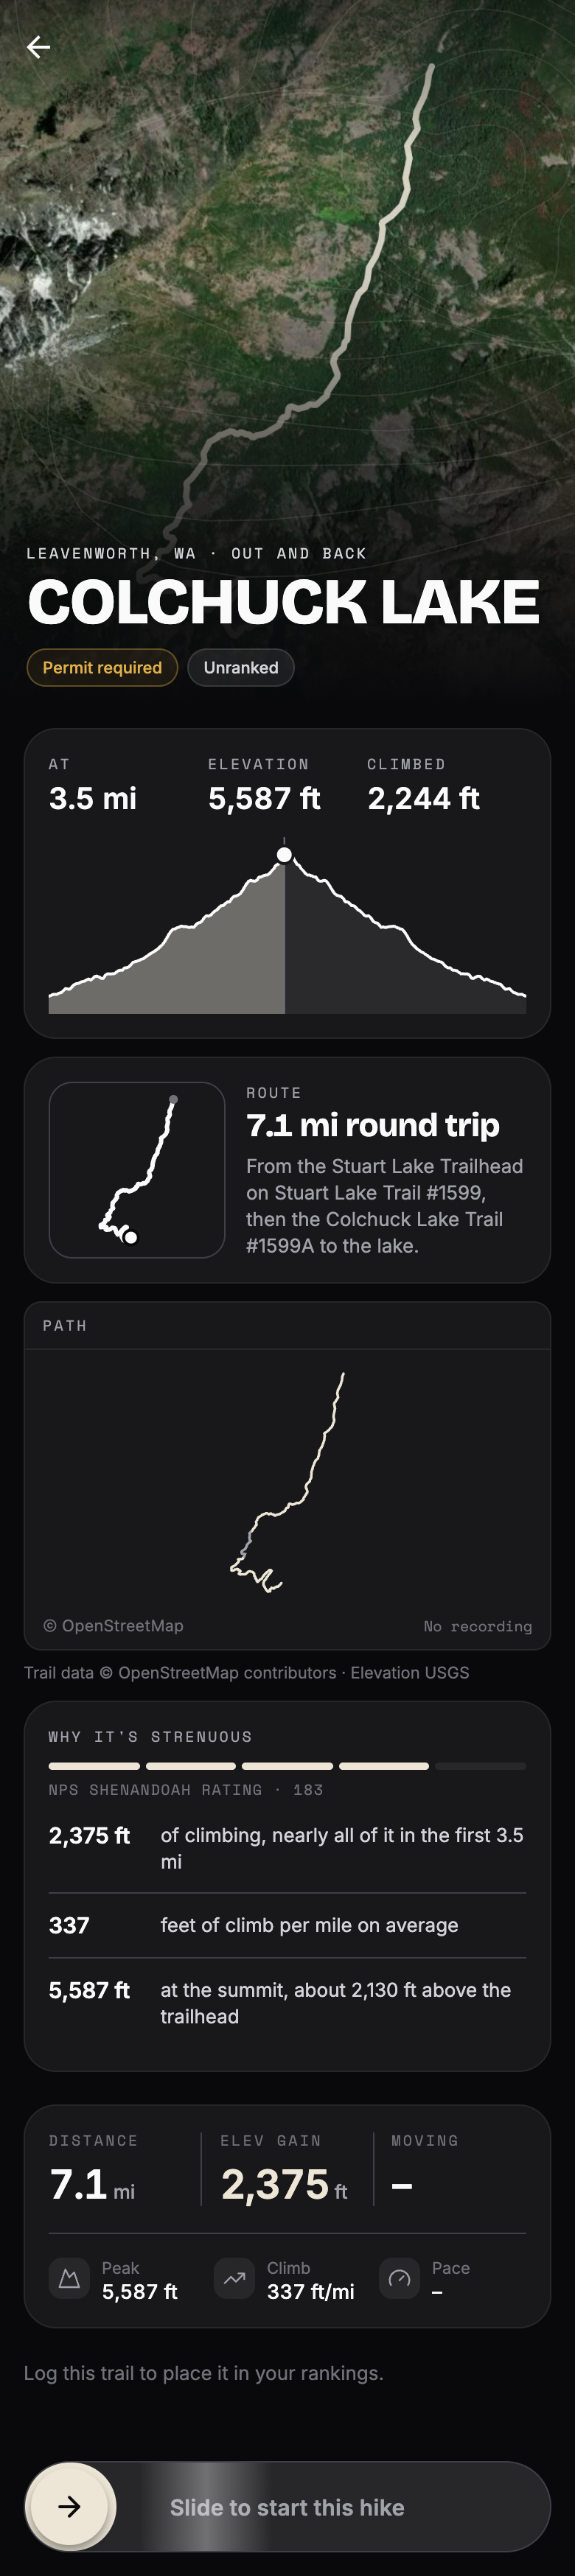 LEAVENWORTH, WA · OUT AND BACK
COLCHUCK LAKE
Permit required
Unranked
AT
ELEVATION
CLIMBED
3.5 mi
5,587 ft
2,244 ft
ROUTE
7.1 mi round trip
From the Stuart Lake Trailhead
on Stuart Lake Trail #1599,
then the Colchuck Lake Trail
#1599A to the lake.
PATH
© OpenStreetMap
No recording
Trail data © OpenStreetMap contributors · Elevation USGS
WHY IT'S STRENUOUS
NPS SHENANDOAH RATING · 183
2,375 ft
of climbing, nearly all of it in the first 3.5
mi
337
feet of climb per mile on average
5,587 ft
at the summit, about 2,130 ft above the
trailhead
DISTANCE
ELEV GAIN
MOVING
7.1 mi
2,375 ft
–
Peak
5,587 ft
Climb
337 ft/mi
Pace
–
Log this trail to place it in your rankings.
Slide to start this hike